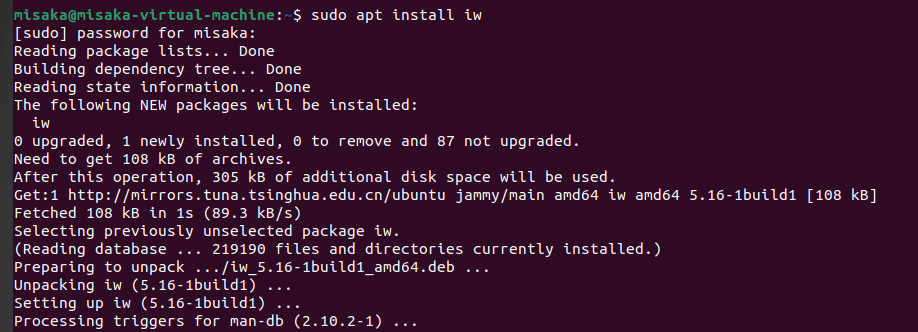 misaka@misaka-virtual-machine:~$ sudo apt install iw
[sudo] password for misaka:
Reading package lists... Done
Building dependency tree... Done
Reading state information... Done
The following NEW packages will be installed:
  iw
0 upgraded, 1 newly installed, 0 to remove and 87 not upgraded.
Need to get 108 kB of archives.
After this operation, 305 kB of additional disk space will be used.
Get:1 http://mirrors.tuna.tsinghua.edu.cn/ubuntu jammy/main amd64 iw amd64 5.16-1build1 [108 kB]
Fetched 108 kB in 1s (89.3 kB/s)
Selecting previously unselected package iw.
(Reading database ... 219190 files and directories currently installed.)
Preparing to unpack .../iw_5.16-1build1_amd64.deb ...
Unpacking iw (5.16-1build1) ...
Setting up iw (5.16-1build1) ...
Processing triggers for man-db (2.10.2-1) ...